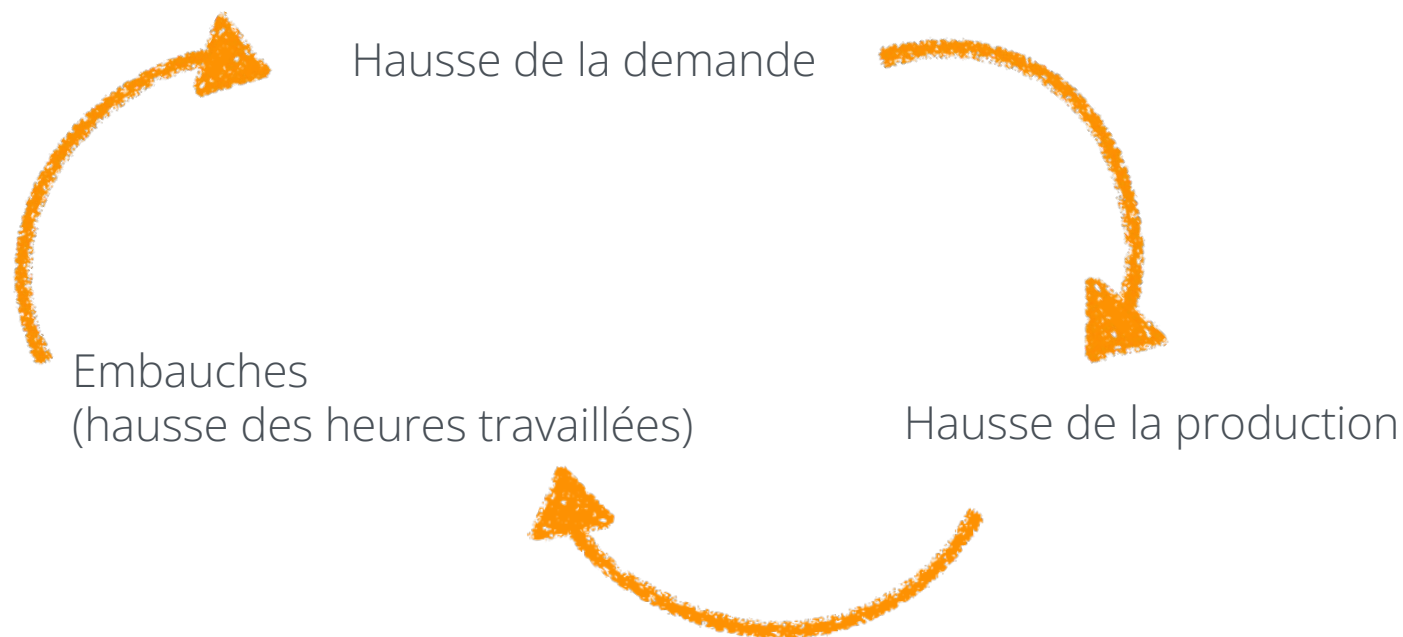 Hausse de la demande
Embauches
(hausse des heures travaillées)
Hausse de la production